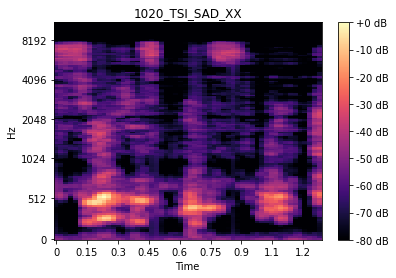 1020_TSI_SAD_XX
Hz
8192
4096
2048
1024
512
0
0 0.15 0.3 0.45 0.6 0.75 0.9 1.1 1.2
Time
+0 dB
-10 dB
-20 dB
-30 dB
-40 dB
-50 dB
-60 dB
-70 dB
-80 dB